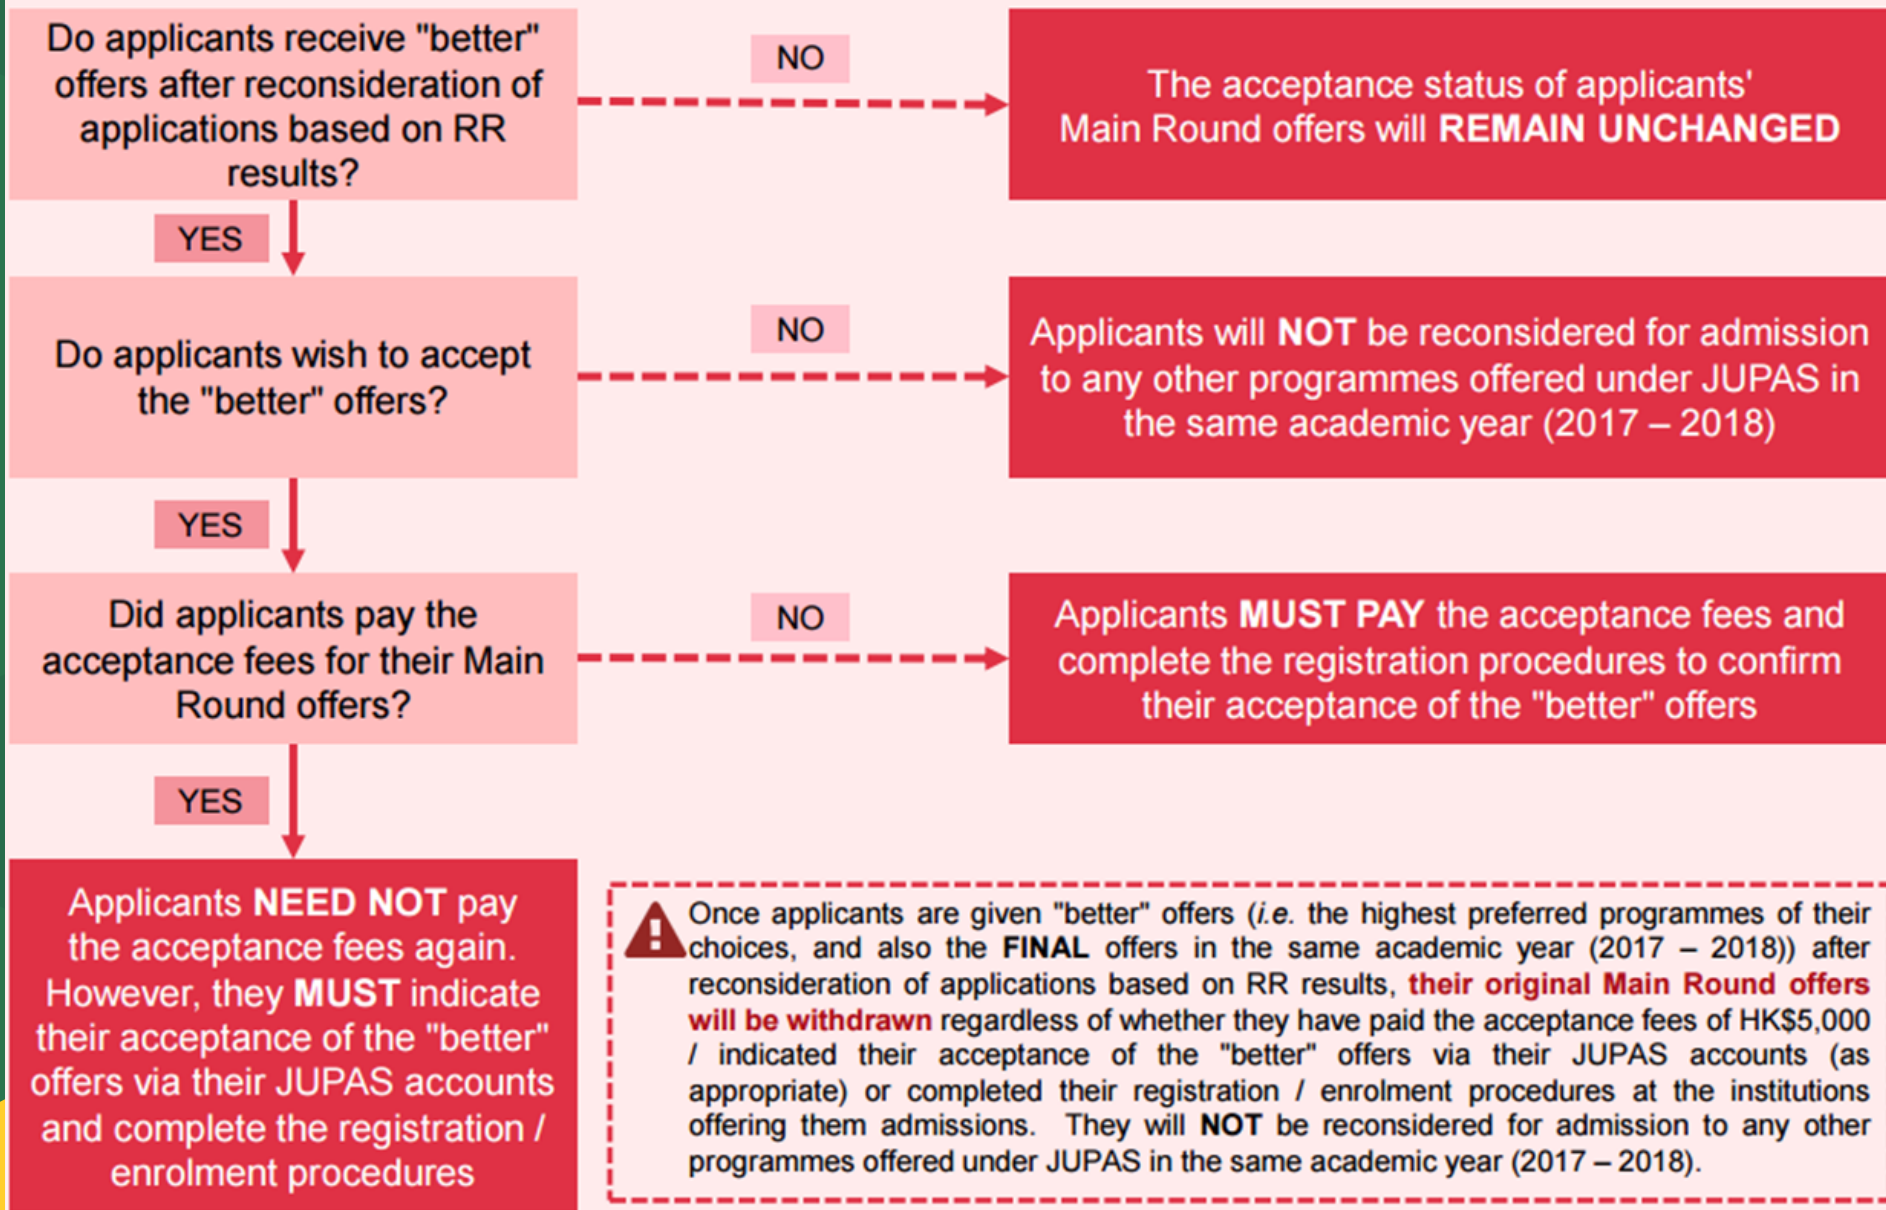 Do applicants receive "better"
offers after reconsideration of
applications based on RR
results?
NO
The acceptance status of applicants'
Main Round offers will REMAIN UNCHANGED
YES
Do applicants wish to accept
the "better" offers?
NO
Applicants will NOT be reconsidered for admission
to any other programmes offered under JUPAS in
the same academic year (2017 – 2018)
YES
Did applicants pay the
acceptance fees for their Main
Round offers?
NO
Applicants MUST PAY the acceptance fees and
complete the registration procedures to confirm
their acceptance of the "better" offers
YES
Applicants NEED NOT pay
the acceptance fees again.
However, they MUST indicate
their acceptance of the "better"
offers via their JUPAS accounts
and complete the registration /
enrolment procedures
Once applicants are given "better" offers (i.e. the highest preferred programmes of their
choices, and also the FINAL offers in the same academic year (2017 – 2018)) after
reconsideration of applications based on RR results, their original Main Round offers
will be withdrawn regardless of whether they have paid the acceptance fees of HK$5,000
/ indicated their acceptance of the "better" offers via their JUPAS accounts (as
appropriate) or completed their registration / enrolment procedures at the institutions
offering them admissions. They will NOT be reconsidered for admission to any other
programmes offered under JUPAS in the same academic year (2017 – 2018).